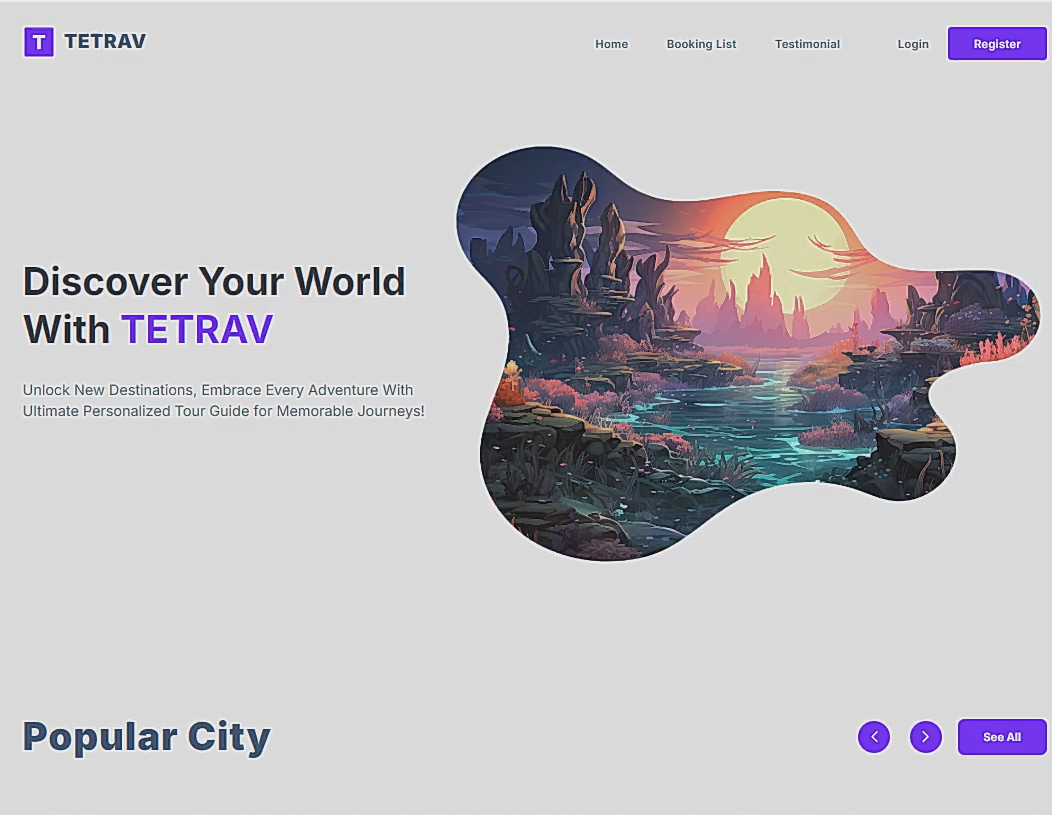 T TETRAV
Home Booking List Testimonial Login Register
Discover Your World
With TETRAV
Unlock New Destinations, Embrace Every Adventure With
Ultimate Personalized Tour Guide for Memorable Journeys!
Popular City
See All